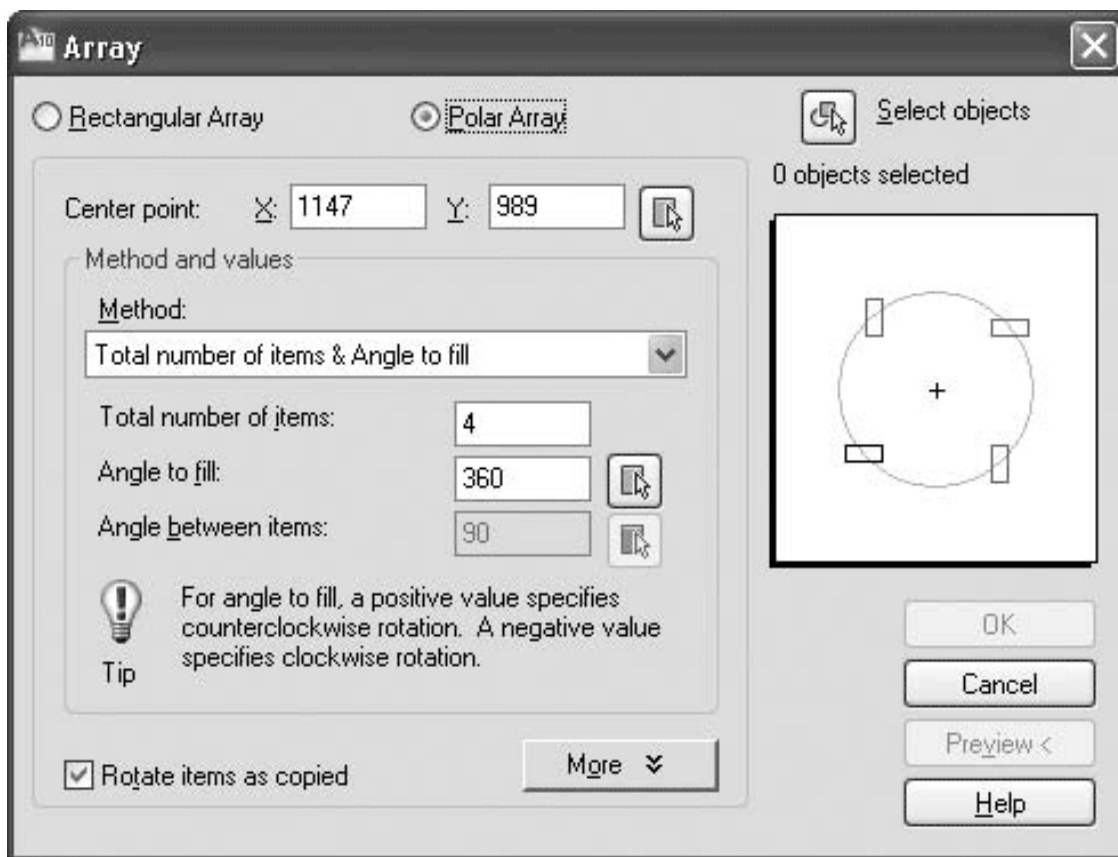 Array
Rectangular Array
Polar Array
Select objects
0 objects selected
Center point: X: 1147 Y: 989
Method and values
Method:
Total number of items & Angle to fill
Total number of items: 4
Angle to fill: 360
Angle between items: 90
For angle to fill, a positive value specifies
counterclockwise rotation. A negative value
specifies clockwise rotation.
Tip
Rotate items as copied
More
OK
Cancel
Preview <
Help